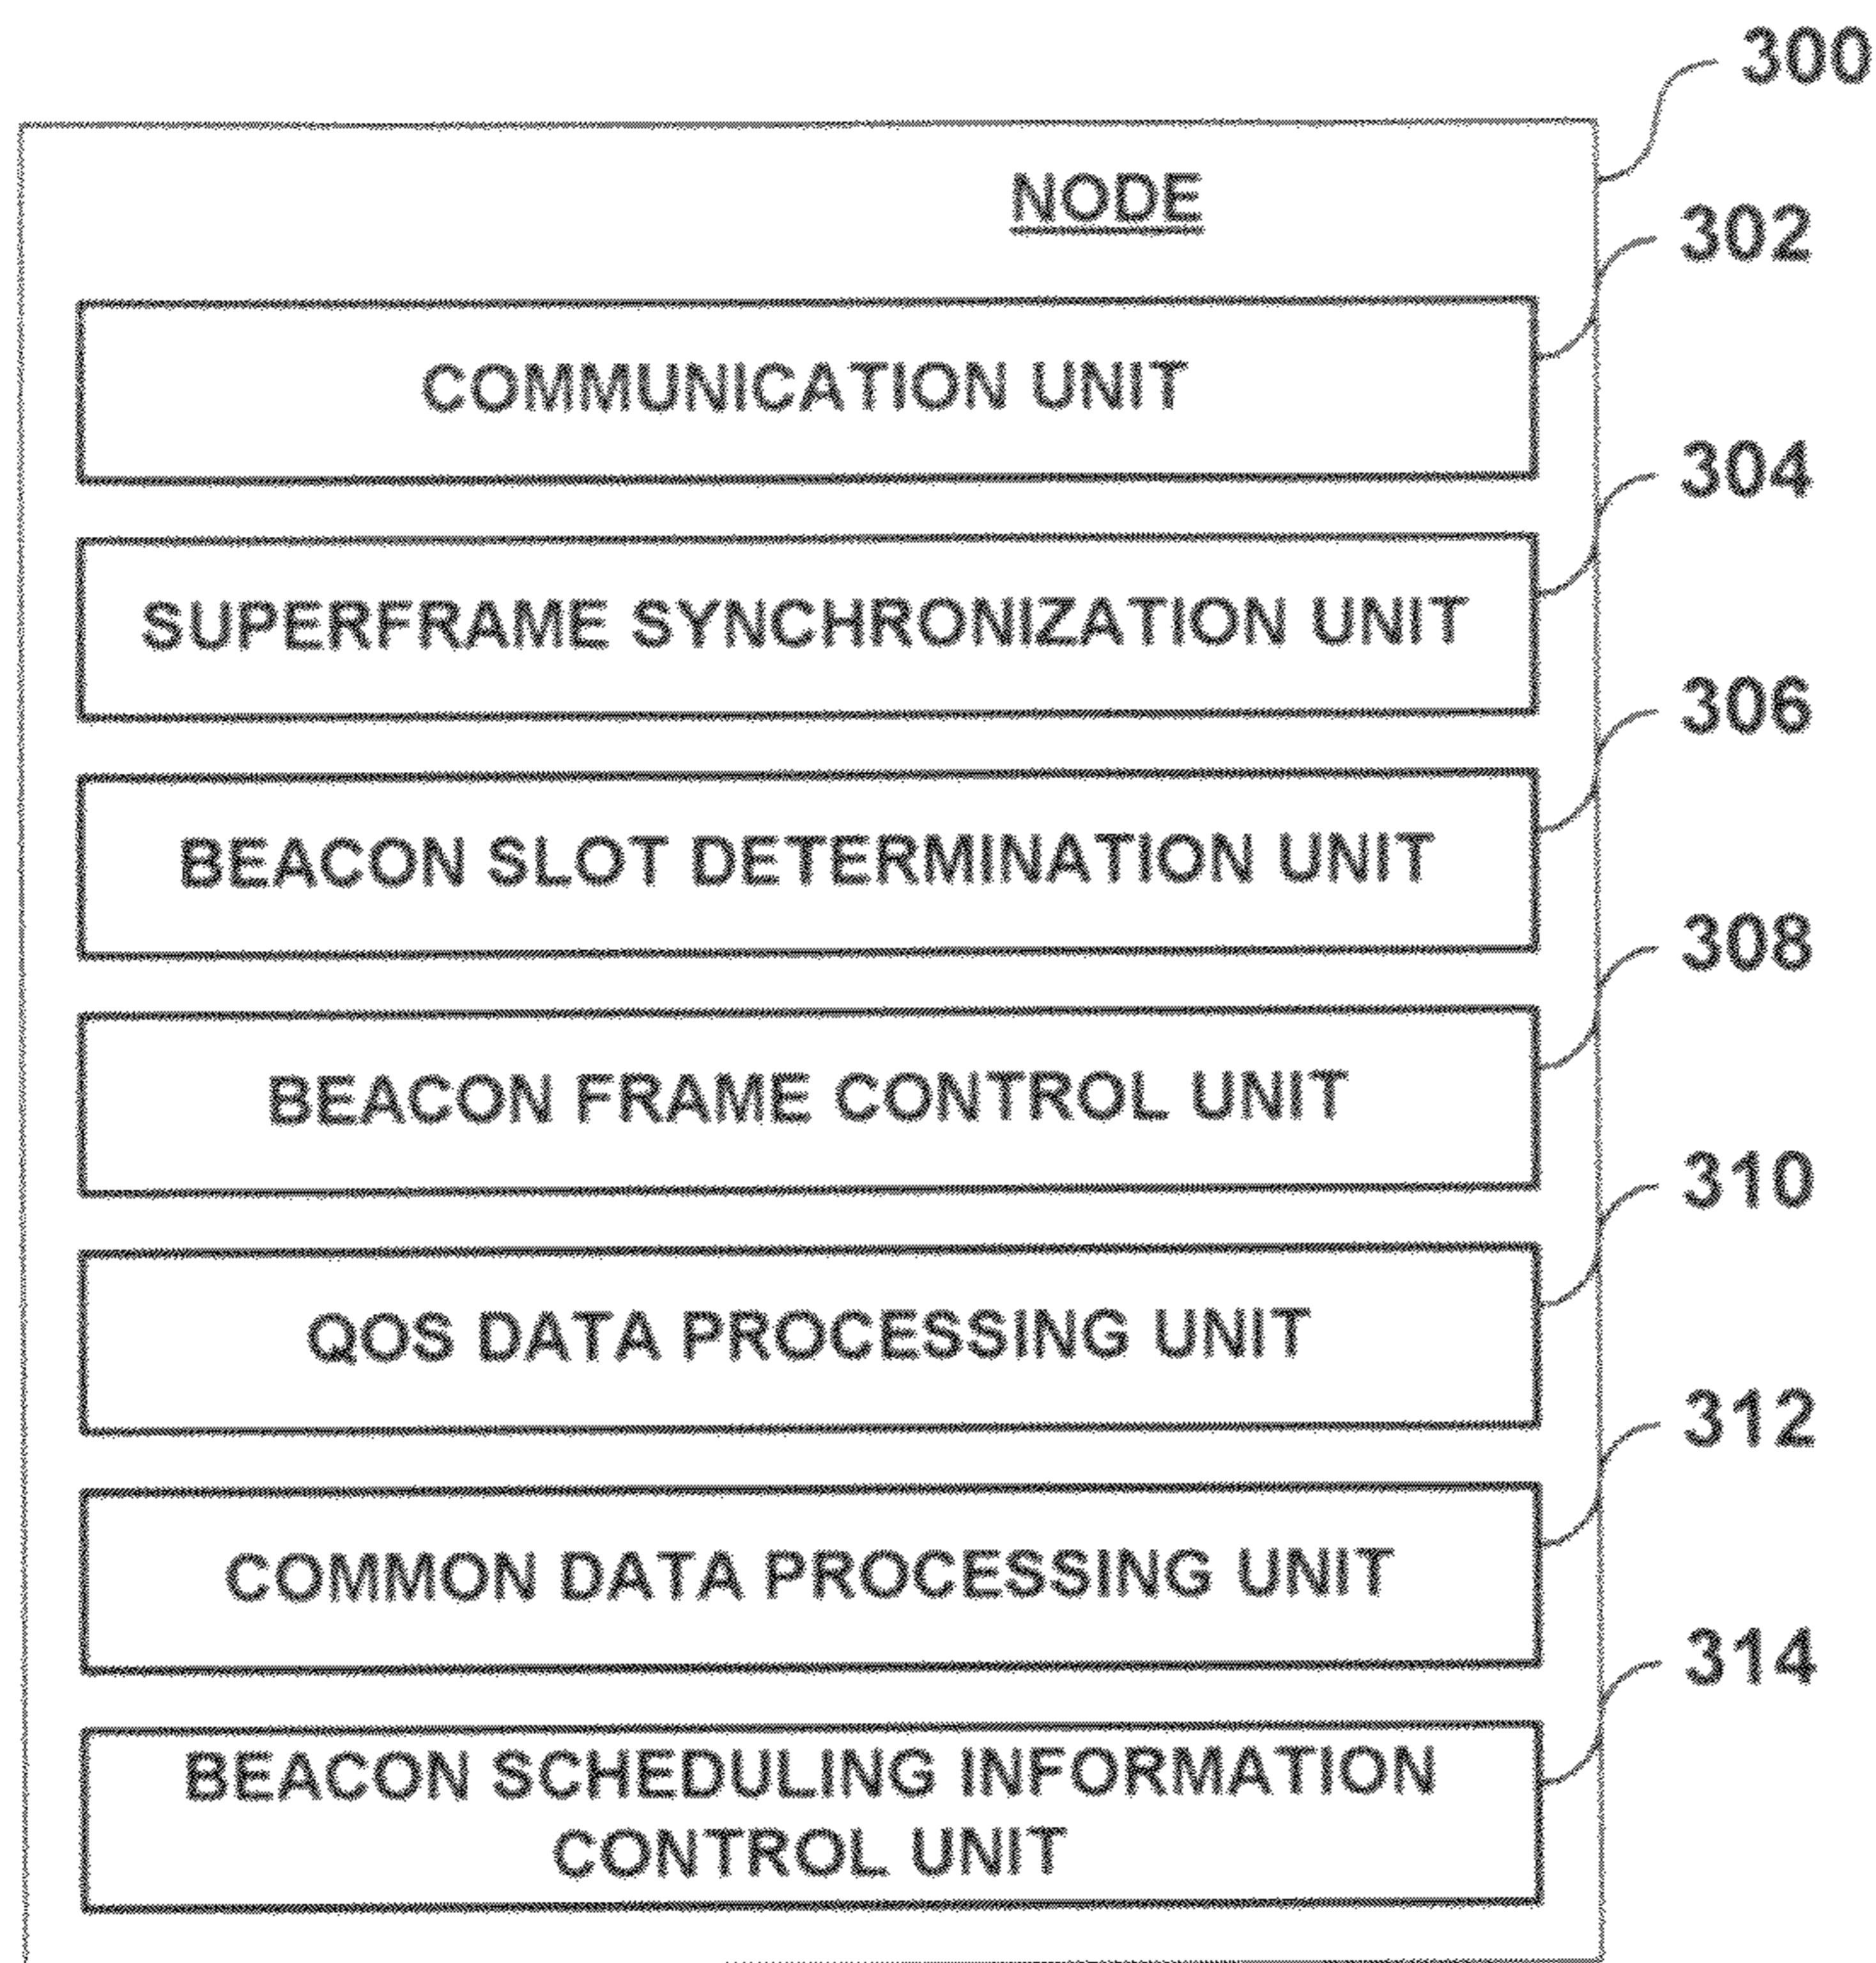 300
NODE
302
COMMUNICATION UNIT
304
SUPERFRAME SYNCHRONIZATION UNIT
306
BEACON SLOT DETERMINATION UNIT
308
BEACON FRAME CONTROL UNIT
310
QOS DATA PROCESSING UNIT
312
COMMON DATA PROCESSING UNIT
314
BEACON SCHEDULING INFORMATION
CONTROL UNIT